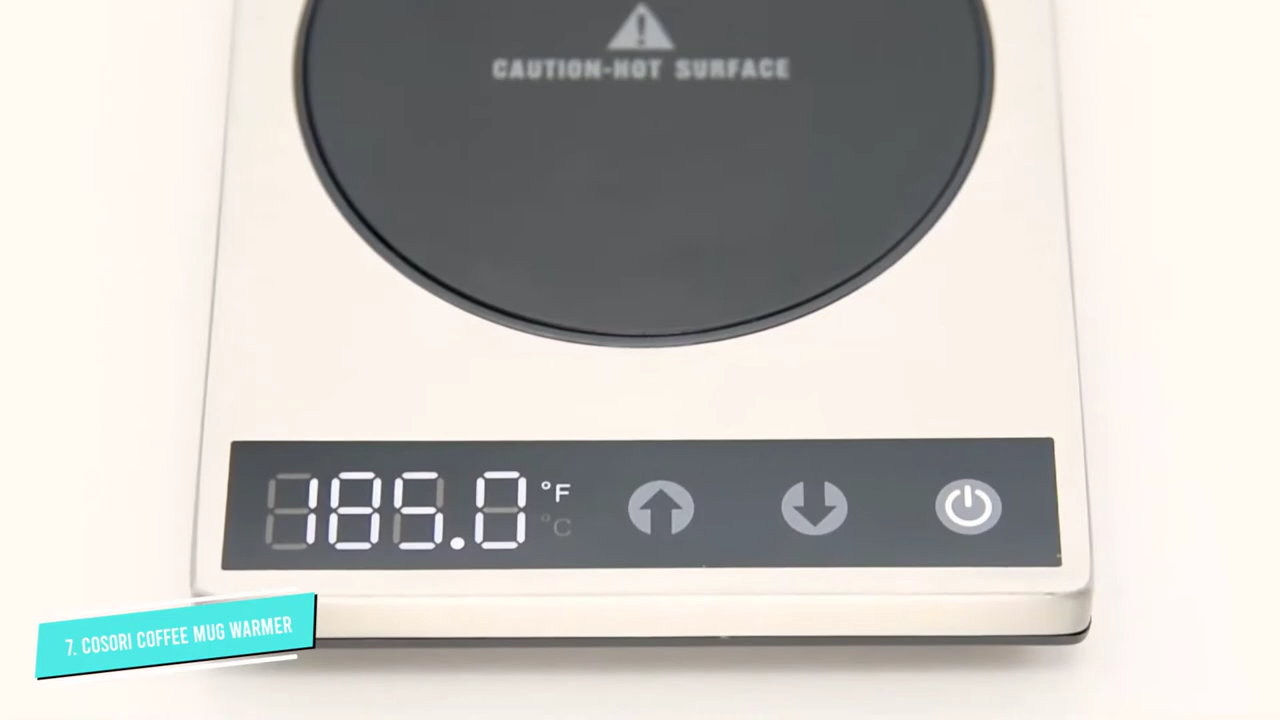 CAUTION-HOT SURFACE
185.0 °F
°C
7. COSORI COFFEE MUG WARMER